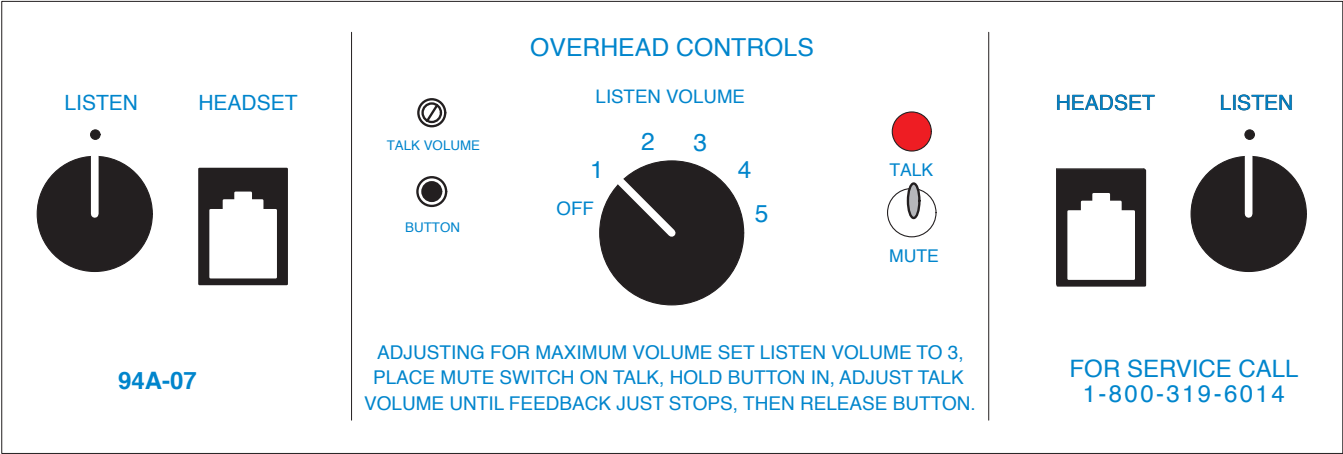 LISTEN
HEADSET
94A-07
OVERHEAD CONTROLS
LISTEN VOLUME
TALK VOLUME
BUTTON
OFF
1
2
3
4
5
TALK
MUTE
ADJUSTING FOR MAXIMUM VOLUME SET LISTEN VOLUME TO 3,
PLACE MUTE SWITCH ON TALK, HOLD BUTTON IN, ADJUST TALK
VOLUME UNTIL FEEDBACK JUST STOPS, THEN RELEASE BUTTON.
HEADSET
LISTEN
FOR SERVICE CALL
1-800-319-6014